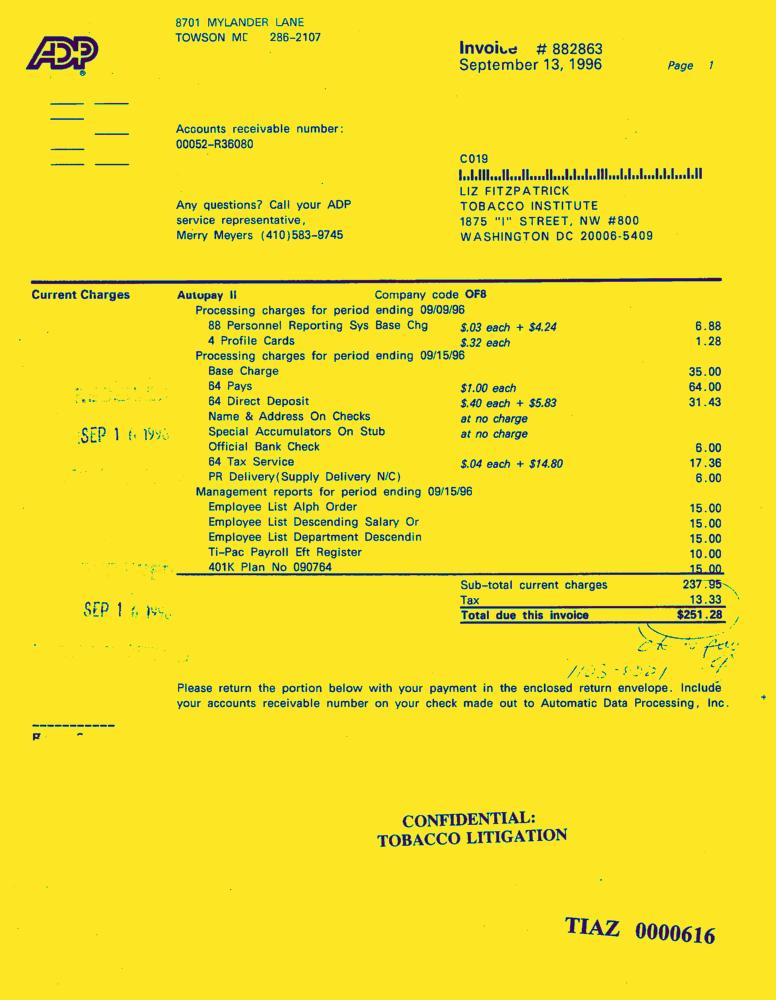 8701 MYLANDER LANE
TOWSON MD 286-2107
ADP
Invoice # 882863
September 13, 1996 Page 1
Accounts receivable number:
00052-R36080
C019
LIZ FITZPATRICK
TOBACCO INSTITUTE
1875 "I" STREET, NW #800
WASHINGTON DC 20006-5409
Any questions? Call your ADP
service representative,
Merry Meyers (410)583-9745
Current Charges Autopay II Company code OF8
Processing charges for period ending 09/09/96
88 Personnel Reporting Sys Base Chg $.03 each + $4.24 6.88
4 Profile Cards $.32 each 1.28
Processing charges for period ending 09/15/96
Base Charge 35.00
64 Pays $1.00 each 64.00
64 Direct Deposit $.40 each + $5.83 31.43
Name & Address On Checks at no charge
Special Accumulators On Stub at no charge
Official Bank Check 6.00
64 Tax Service $.04 each + $14.80 17.36
PR Delivery(Supply Delivery N/C) 6.00
Management reports for period ending 09/15/96
Employee List Alph Order 15.00
Employee List Descending Salary Or 15.00
Employee List Department Descendin 15.00
Ti-Pac Payroll Eft Register 10.00
401K Plan No 090764 15.00
SEP 1 6 1996
Sub-total current charges 237.95
Tax 13.33
Total due this invoice $251.28
SEP 1 6 1996
Please return the portion below with your payment in the enclosed return envelope. Include
your accounts receivable number on your check made out to Automatic Data Processing, Inc.
CONFIDENTIAL:
TOBACCO LITIGATION
TIAZ 0000616